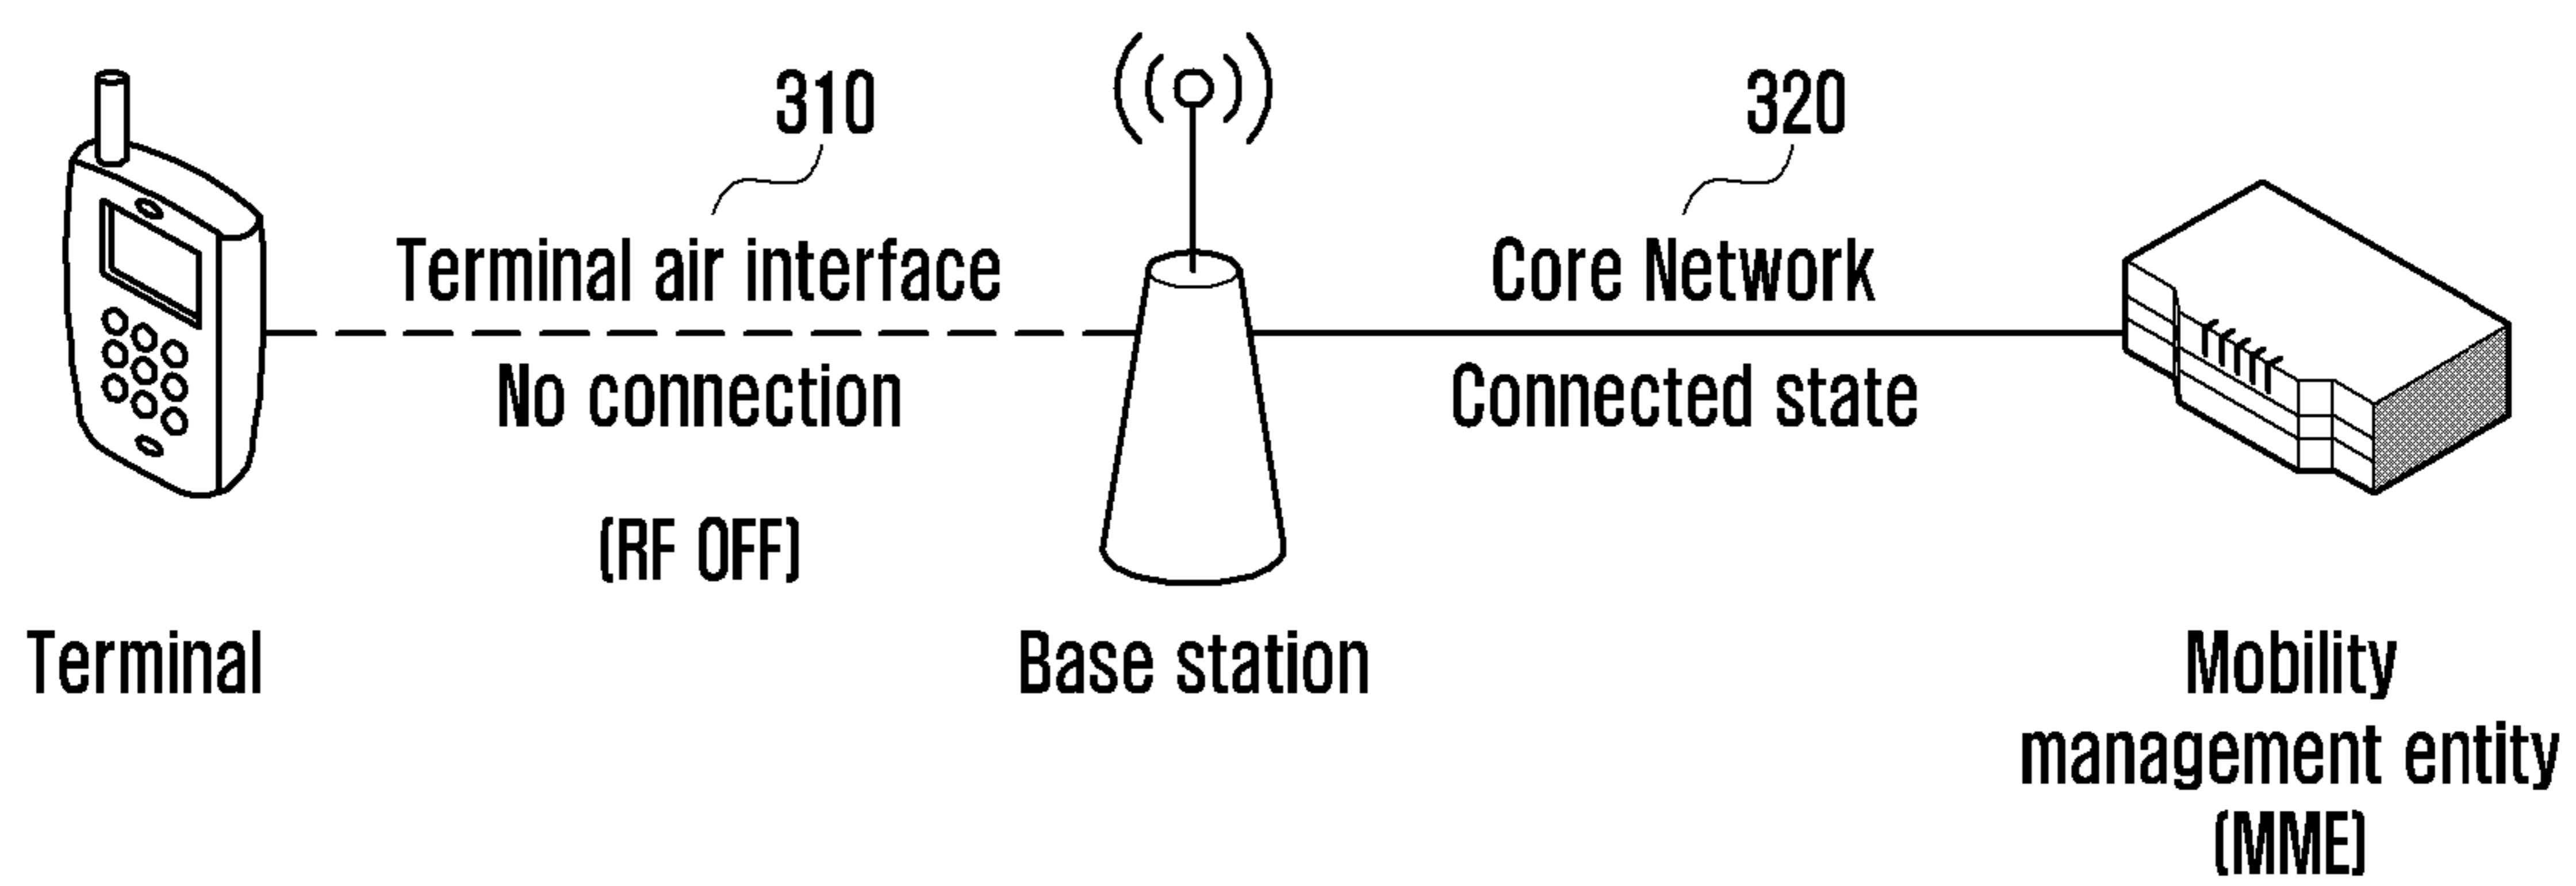 310
320
Terminal air interface
Core Network
No connection
Connected state
(RF OFF)
Terminal
Base station
Mobility
management entity
(MME)